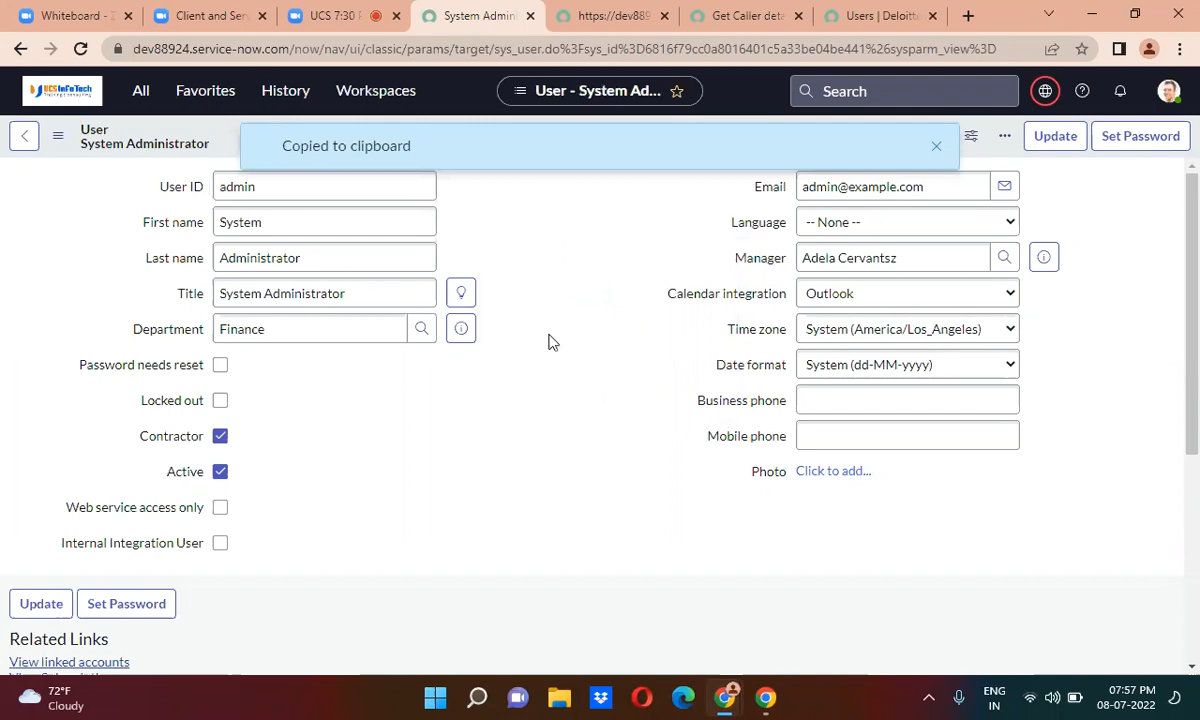 Whiteboard - Z
Client and Serv
UCS 7:30 P
System Admin
https://dev889
Get Caller deta
Users | Deloitte
dev88924.service-now.com/now/nav/ui/classic/params/target/sys_user.do%3Fsys_id%3D6816f79cc0a8016401c5a33be04be441%26sysparm_view%3D
UCSInfoTech
All
Favorites
History
Workspaces
User - System Ad...
Search
User
System Administrator
Copied to clipboard
Update
Set Password
User ID
admin
Email
admin@example.com
First name
System
Language
-- None --
Last name
Administrator
Manager
Adela Cervantsz
Title
System Administrator
Calendar integration
Outlook
Department
Finance
Time zone
System (America/Los_Angeles)
Password needs reset
Date format
System (dd-MM-yyyy)
Locked out
Business phone
Contractor
Mobile phone
Active
Photo
Click to add...
Web service access only
Internal Integration User
Update
Set Password
Related Links
View linked accounts
72°F
Cloudy
ENG
IN
07:57 PM
08-07-2022